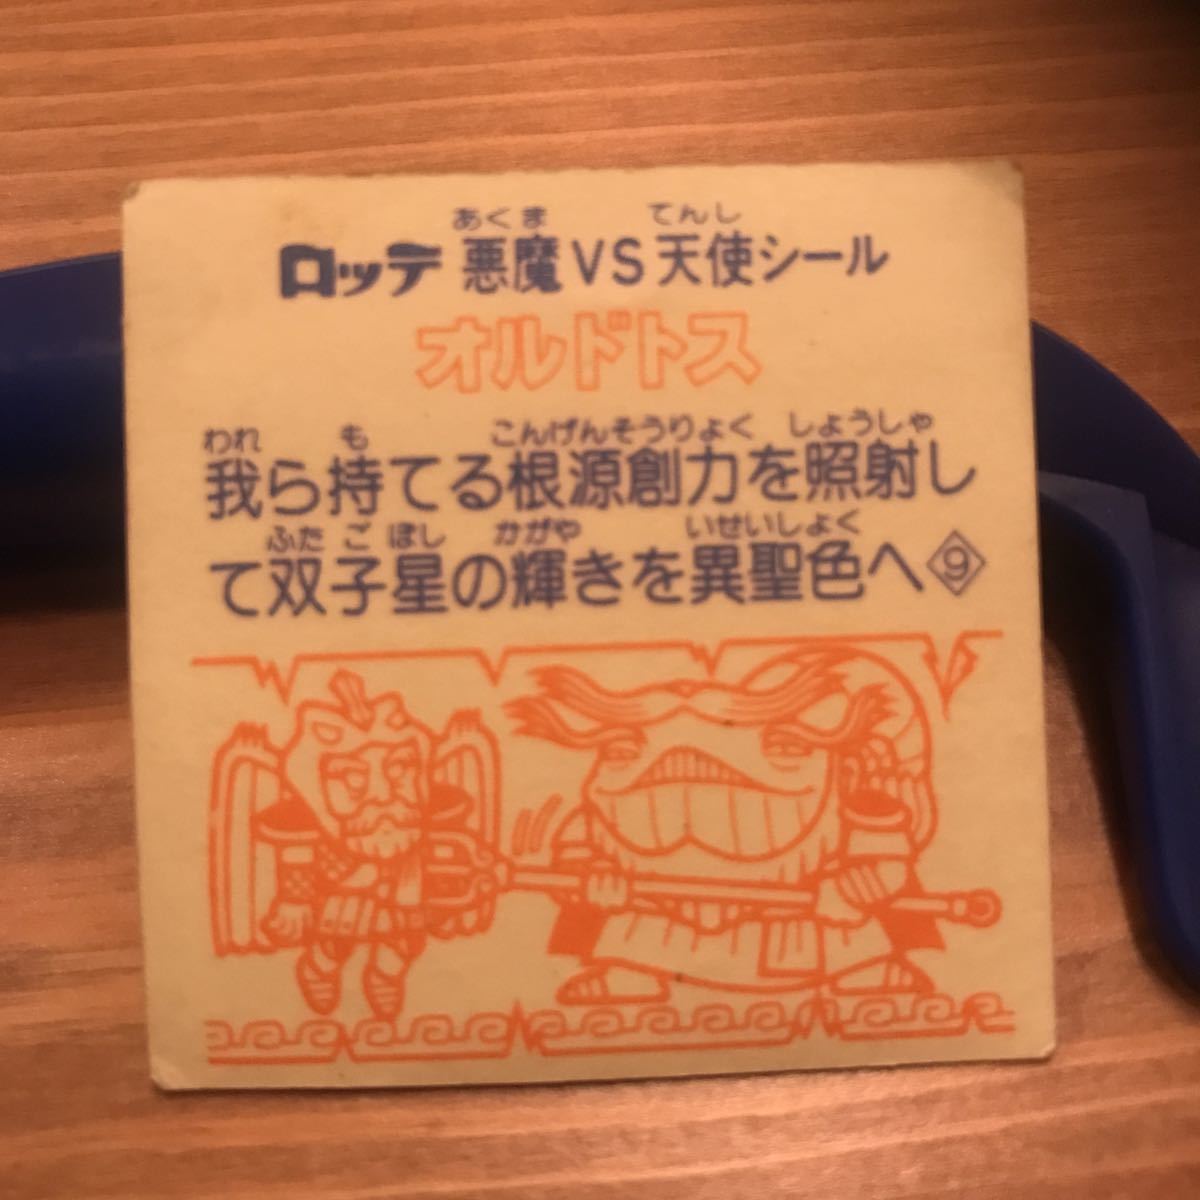 あくま てんし
ロッテ 悪魔VS天使シール
オルドトス
われ も こんげんそうりょく しょうしゃ
我ら持てる根源創力を照射し
ふたごぼし かがや いせいしょく
て双子星の輝きを異聖色へ9